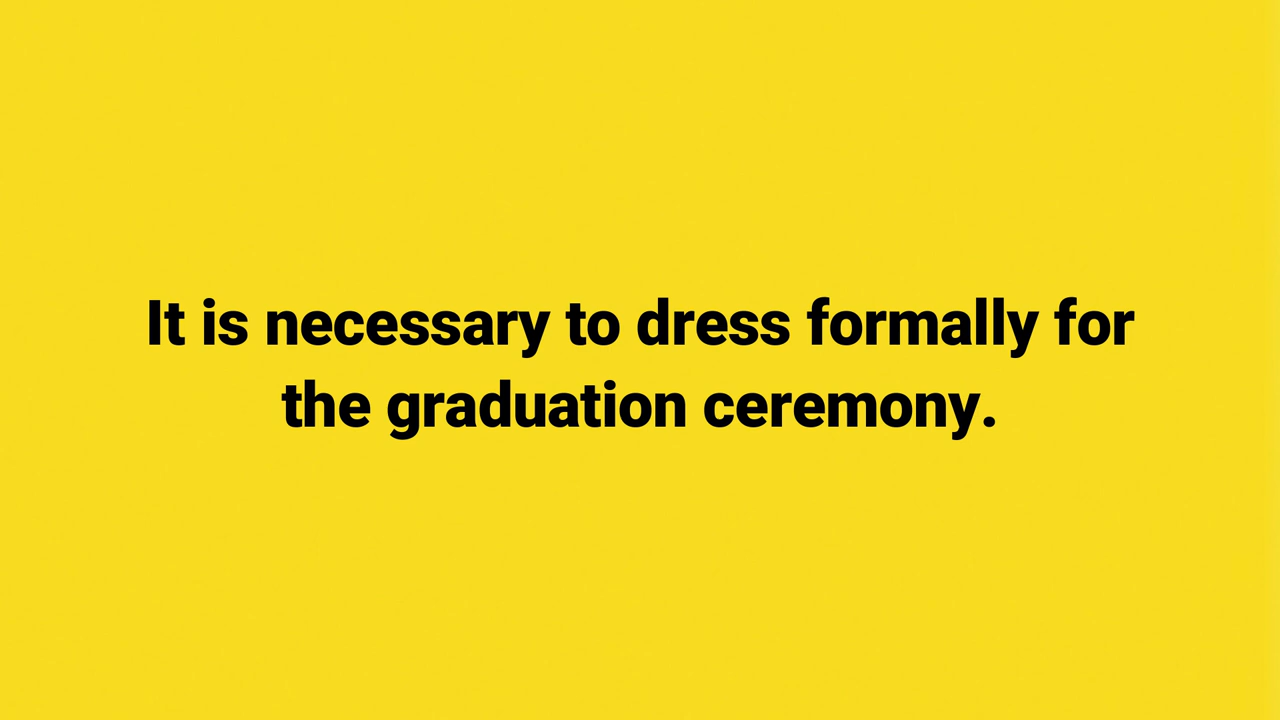 It is necessary to dress formally for
the graduation ceremony.